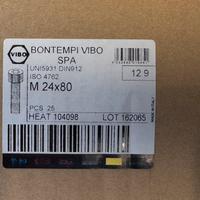 VIBO
BONTEMPI VIBO
SPA
UNI5931 DIN912
ISO 4762
12.9
M 24x80
PCS 25
HEAT 104098 LOT 162065